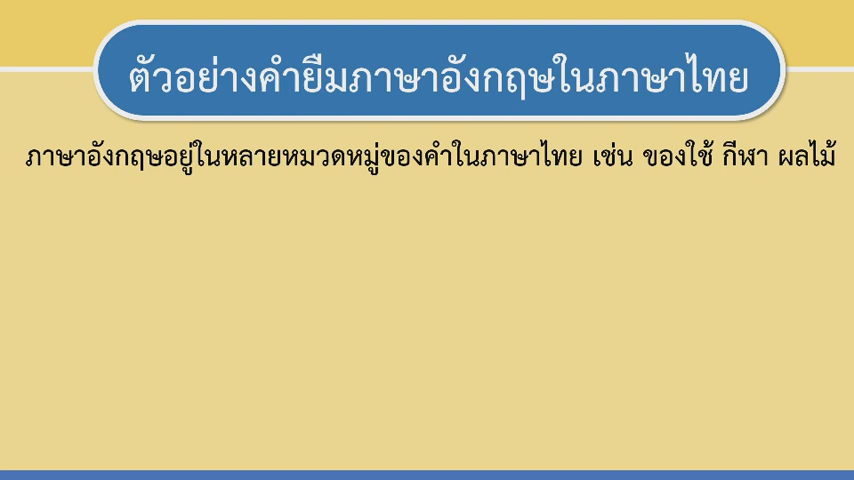 ตัวอย่างคำยืมภาษาอังกฤษในภาษาไทย
ภาษาอังกฤษอยู่ในหลายหมวดหมู่ของคำในภาษาไทย เช่น ของใช้ กีฬา ผลไม้